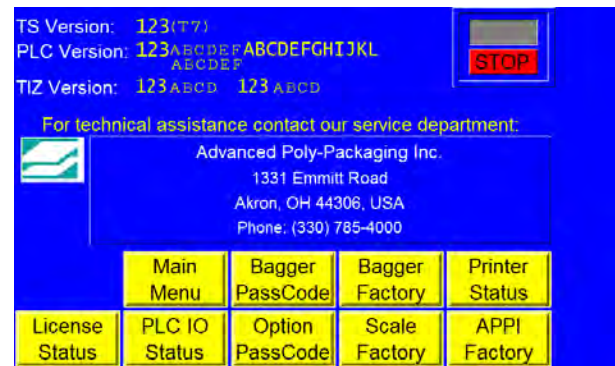 TS Version: 123(T7)
PLC Version: 123ABCDEFABCDEFGHIJKL
ABCDEF
TIZ Version: 123ABCD 123ABCD
STOP
For technical assistance contact our service department:
Advanced Poly-Packaging Inc.
1331 Emmitt Road
Akron, OH 44306, USA
Phone: (330) 785-4000
Main Menu
Bagger PassCode
Bagger Factory
Printer Status
License Status
PLC IO Status
Option PassCode
Scale Factory
APPI Factory